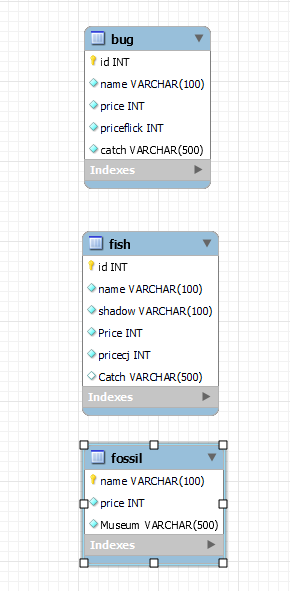 bug
id INT
name VARCHAR(100)
price INT
priceflick INT
catch VARCHAR(500)
Indexes
fish
id INT
name VARCHAR(100)
shadow VARCHAR(100)
Price INT
pricecj INT
Catch VARCHAR(500)
Indexes
fossil
name VARCHAR(100)
price INT
Museum VARCHAR(500)
Indexes